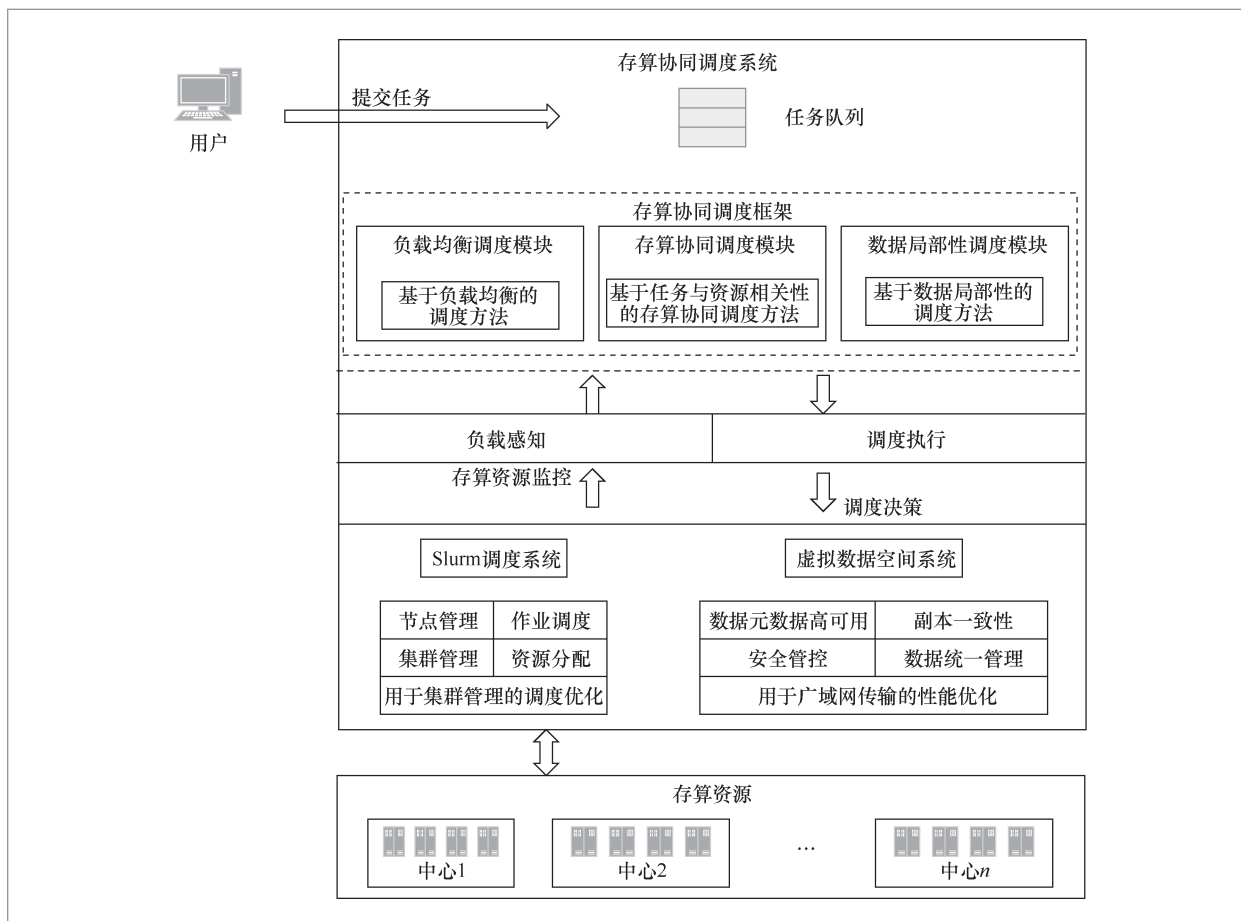 存算协同调度系统
提交任务
任务队列
用户
存算协同调度框架
负载均衡调度模块
基于负载均衡的
调度方法
存算协同调度模块
基于任务与资源相关性
的存算协同调度方法
数据局部性调度模块
基于数据局部性的
调度方法
负载感知
调度执行
存算资源监控
调度决策
Slurm调度系统
虚拟数据空间系统
节点管理
作业调度
集群管理
资源分配
用于集群管理的调度优化
数据元数据高可用
副本一致性
安全管控
数据统一管理
用于广域网传输的性能优化
存算资源
中心1
中心2
…
中心n